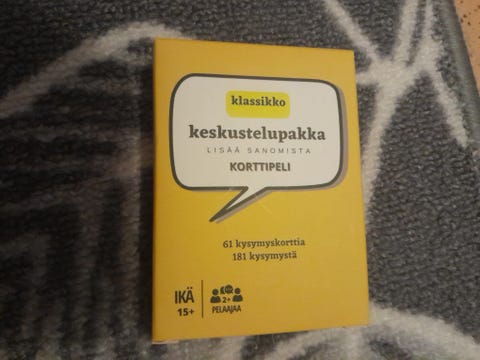 klassikko
keskustelupakka
LISÄÄ SANOMISTA
KORTTIPELI
61 kysymyskorttia
181 kysymystä
IKÄ
15+
2+
PELAAJAA